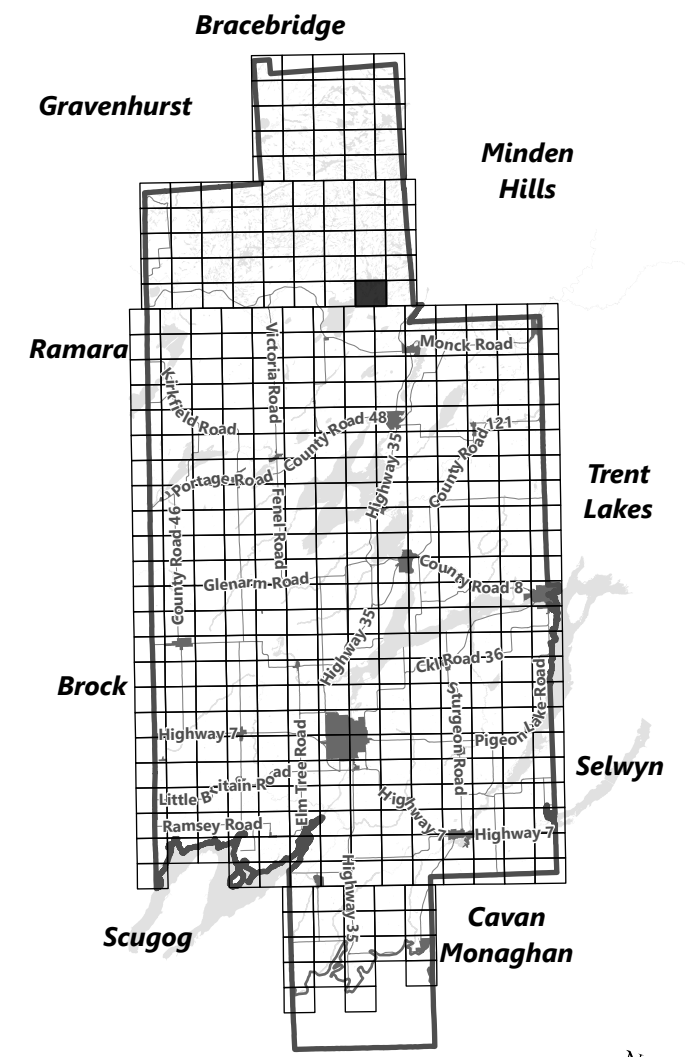 Bracebridge
Gravenhurst
Minden
Hills
Ramara
Monck Road
Victoria Road
Kirkfield Road
County Road 48
County Road 121
Highway 35
Portage Road
Trent
Lakes
Fenel Road
County Road 46
Glenarm Road
County Road 8
Highway 35
Ckl Road 36
Brock
Sturgeon Road
Pigeon Lake Road
Highway 7
Elm Tree Road
Selwyn
Little Britain Road
Highway 7
Ramsey Road
Highway 7
Highway 35
Cavan
Monaghan
Scugog
N